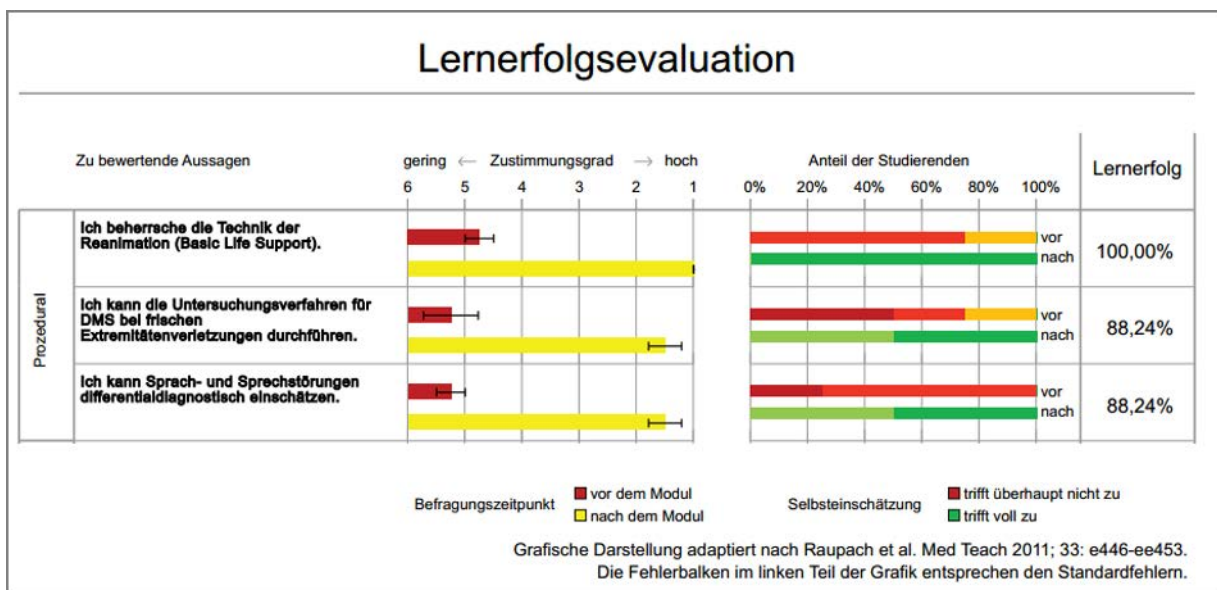 Lernerfolgsevaluation
Zu bewertende Aussagen
gering ← Zustimmungsgrad → hoch
Anteil der Studierenden
Lernerfolg
6 5 4 3 2 1
0% 20% 40% 60% 80% 100%
Prozedural
Ich beherrsche die Technik der
Reanimation (Basic Life Support).
vor
nach
100,00%
Ich kann die Untersuchungsverfahren für
DMS bei frischen
Extremitätenverletzungen durchführen.
vor
nach
88,24%
Ich kann Sprach- und Sprechstörungen
differentialdiagnostisch einschätzen.
vor
nach
88,24%
Befragungszeitpunkt
vor dem Modul
nach dem Modul
Selbsteinschätzung
trifft überhaupt nicht zu
trifft voll zu
Grafische Darstellung adaptiert nach Raupach et al. Med Teach 2011; 33: e446-ee453.
Die Fehlerbalken im linken Teil der Grafik entsprechen den Standardfehlern.